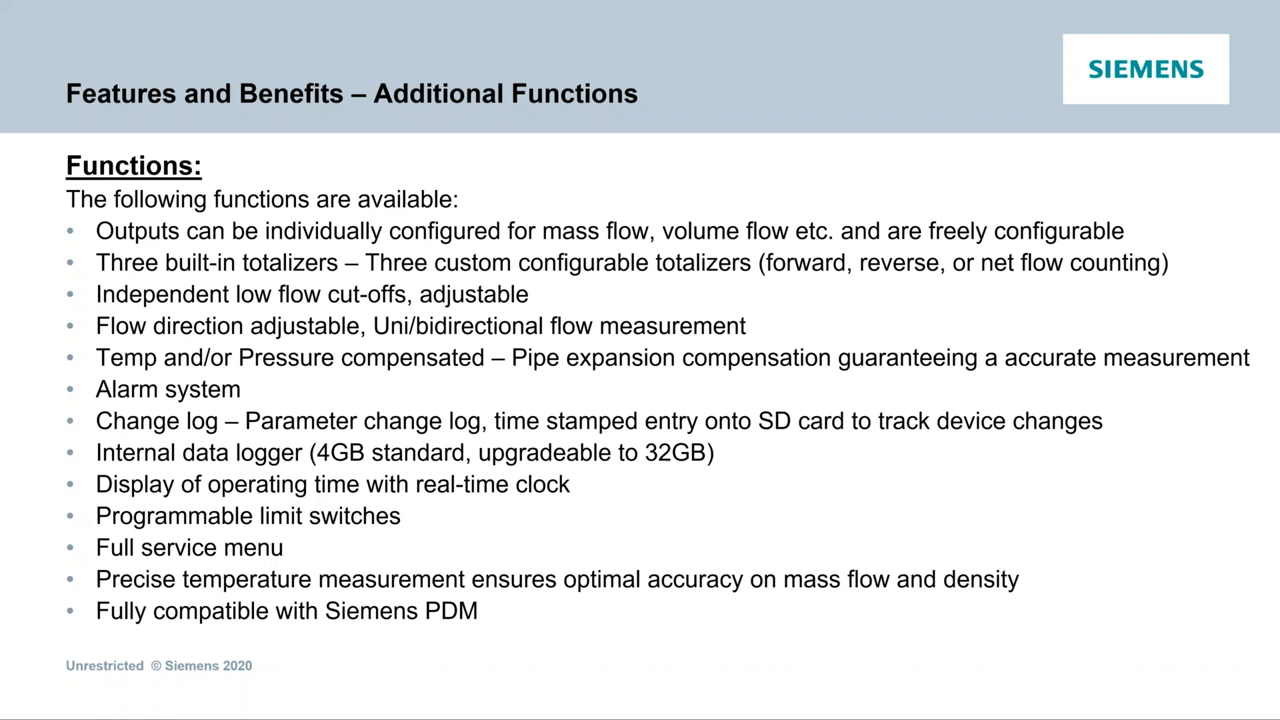 SIEMENS
Features and Benefits – Additional Functions
Functions:
The following functions are available:
• Outputs can be individually configured for mass flow, volume flow etc. and are freely configurable
• Three built-in totalizers – Three custom configurable totalizers (forward, reverse, or net flow counting)
• Independent low flow cut-offs, adjustable
• Flow direction adjustable, Uni/bidirectional flow measurement
• Temp and/or Pressure compensated – Pipe expansion compensation guaranteeing a accurate measurement
• Alarm system
• Change log – Parameter change log, time stamped entry onto SD card to track device changes
• Internal data logger (4GB standard, upgradeable to 32GB)
• Display of operating time with real-time clock
• Programmable limit switches
• Full service menu
• Precise temperature measurement ensures optimal accuracy on mass flow and density
• Fully compatible with Siemens PDM
Unrestricted © Siemens 2020